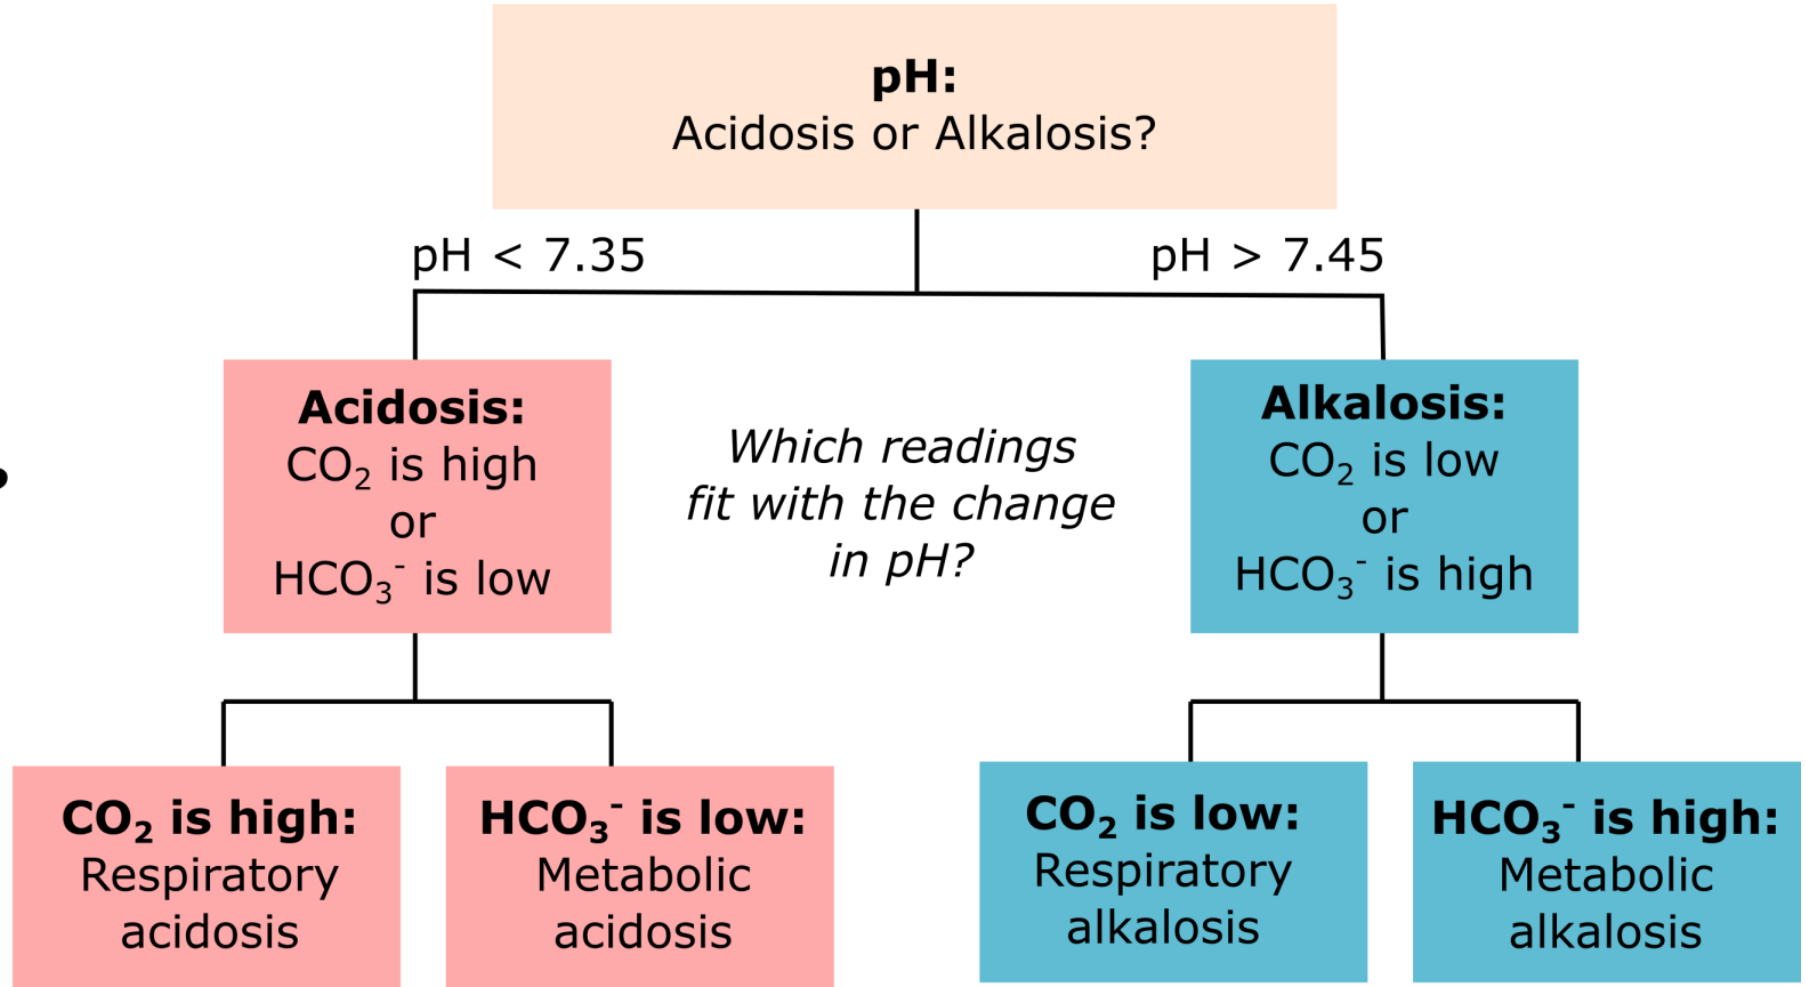 pH:
Acidosis or Alkalosis?
pH < 7.35
pH > 7.45
Acidosis:
CO₂ is high
or
HCO₃⁻ is low
Which readings
fit with the change
in pH?
Alkalosis:
CO₂ is low
or
HCO₃⁻ is high
CO₂ is high:
Respiratory
acidosis
HCO₃⁻ is low:
Metabolic
acidosis
CO₂ is low:
Respiratory
alkalosis
HCO₃⁻ is high:
Metabolic
alkalosis